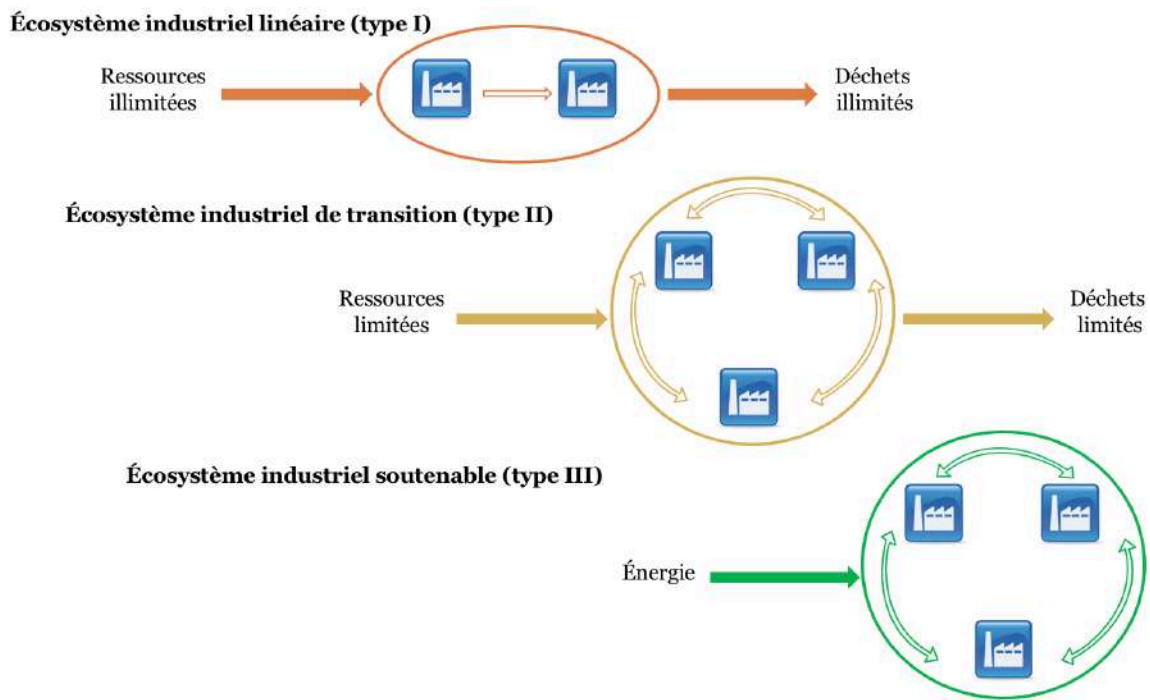 Écosystème industriel linéaire (type I)
Ressources
illimitées
Déchets
illimités
Écosystème industriel de transition (type II)
Ressources
limitées
Déchets
limités
Écosystème industriel soutenable (type III)
Énergie